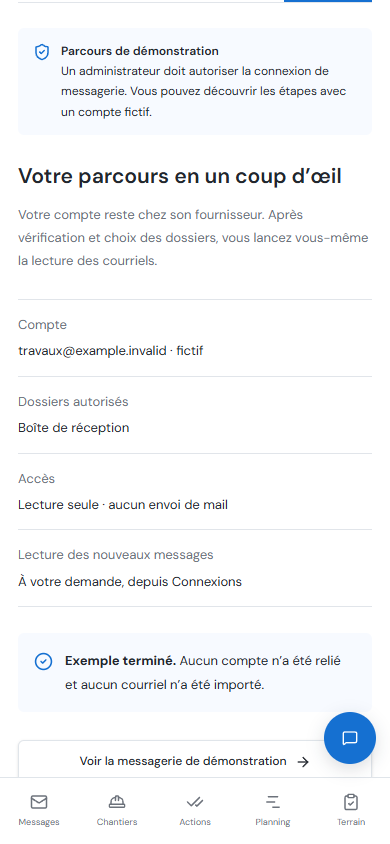 Parcours de démonstration
Un administrateur doit autoriser la connexion de
messagerie. Vous pouvez découvrir les étapes avec
un compte fictif.
Votre parcours en un coup d’œil
Votre compte reste chez son fournisseur. Après
vérification et choix des dossiers, vous lancez vous-même
la lecture des courriels.
Compte
travaux@example.invalid · fictif
Dossiers autorisés
Boîte de réception
Accès
Lecture seule · aucun envoi de mail
Lecture des nouveaux messages
À votre demande, depuis Connexions
Exemple terminé. Aucun compte n’a été relié
et aucun courriel n’a été importé.
Voir la messagerie de démonstration
Messages
Chantiers
Actions
Planning
Terrain